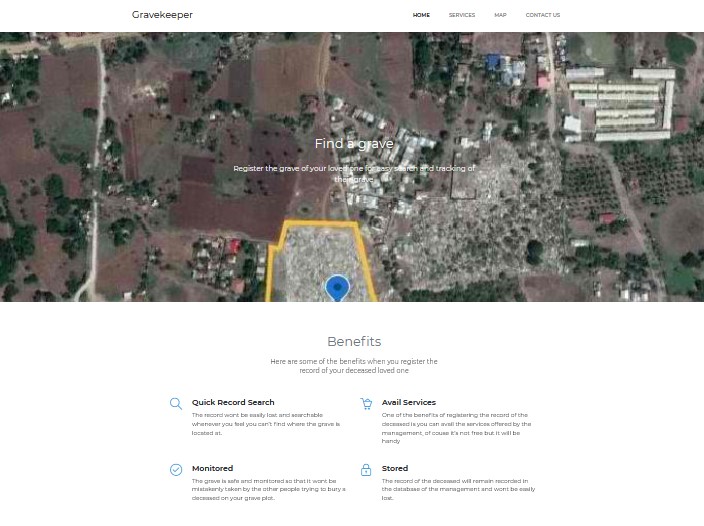 Gravekeeper
HOME SERVICES MAP CONTACT US
Find a grave
Register the grave of your loved one for easy search and tracking of
their grave
Benefits
Here are some of the benefits when you register the
record of your deceased loved one
Quick Record Search
The record wont be easily lost and searchable
whenever you feel you can't find where the grave is
located at.
Avail Services
One of the benefits of registering the record of the
deceased is you can avail the services offered by the
management, of couse it's not free but it will be
handy
Monitored
The grave is safe and monitored so that it wont be
mistakenly taken by the other people trying to bury a
deceased on your grave plot.
Stored
The record of the deceased will remain recorded in
the database of the management and wont be easily
lost.